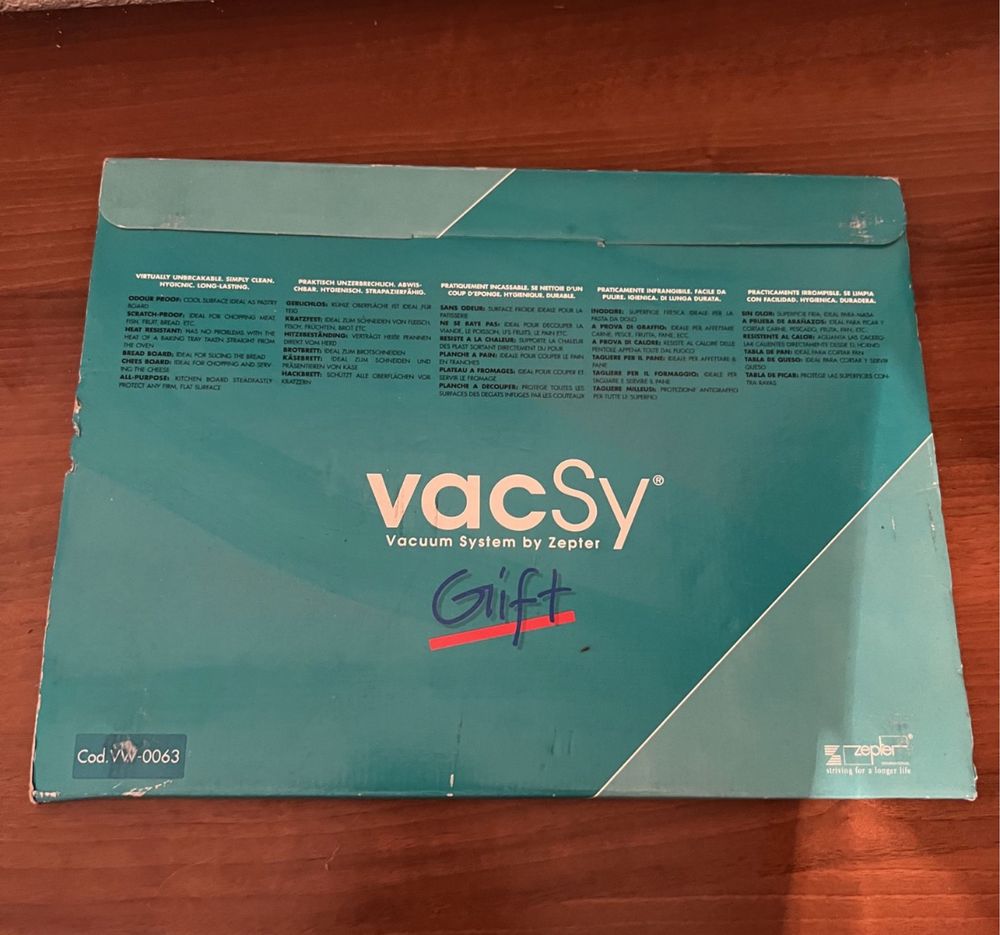 VIRTUALLY UNBRCAKABLE. SIMPLY CLEAN.
HYGICNIC. LONG-LASTING.
ODOUR PROOF: COOL SURFACE IDEAL AS PASTRY
BOARD
SCRATCH-PROOF: IDEAL FOR CHOPPING MEAT,
FISH, FRUIT, BREAD ETC.
HEAT RESISTANT: HAS NO PROBLEMS WITH THE
HEAT OF A BAKING TRAY TAKEN STRAIGHT FROM
THE OVEN
BREAD BOARD: IDEAL FOR SLICING THE BREAD
CHEES BOARD: IDEAL FOR CHOPPING AND SERV-
ING THE CHEESE
ALL-PURPOSE: KITCHEN BOARD STEADRASTLY
PROTECT ANY FIRM, FLAT SURFACE
PRAKTISCH UNZERBRECHLICH. ABWIS-
CHBAR. HYGIENISCH. STRAPAZIERFÄHIG.
GERUCHLOS: KÜHLE OBERFLÄCHE IST IDEAL FÜR
TEIG
KRATZFEST: IDEAL ZUM SCHNEIDEN VON FLEISCH,
FISCH, FRÜCHTEN, BROT ETC.
HITZEBESTÄNDING: VERTRÄGT HEIßE PFANNEN
DIREKT VOM HERD
BROTBRETT: IDEAL ZUM BROTSCHNEIDEN
KÄSEBRETT: IDEAL ZUM SCHNEIDEN UND
PRÄSENTIEREN VON KÄSE
HACKBRETT: SCHÜTZT ALLE OBERFLÄCHEN VOR
KRATZERN
PRATIQUEMENT INCASSABLE. SE NETTOIE D'UN
COUP D'EPONGE. HYGIENIQUE. DURABLE.
SANS ODEUR: SURFACE FROIDE IDEALE POUR LA
PATISSERIE
NE SE RAYE PAS: IDEAL POUR DECOUPER LA
VIANDE, LE POISSON, LES FRUITS, LE PAIN ETC.
RESISTE A LA CHALEUR: SUPPORTE LA CHALEUR
DES PLAST SORTANT DIRECTEMENT DU FOUR
PLANCHE A PAIN: IDEALE POUR COUPER LE PAIN
EN TRANCHES
PLATEAU A FROMAGES: IDEAL POUR COUPER ET
SERVIR LE FROMAGE
PLANCHE A DECOUPER: PROTEGE TOUTES LES
SURFACES DES DEGATS INFUGES PAR LES COUTEAUX
PRATICAMENTE INFRANGIBILE. FACILE DA
PULIRE. IGIENICA. DI LUNGA DURATA.
INODORE: SUPERFICIE FRESCA IDEALE PER LA
PASTA DA DOLCI
A PROVA DI GRAFFIO: IDEALE PER AFFETTARE
CARNE, PESCE, FRUTTA, PANE ECC.
A PROVA DI CALORE: RESISTE AL CALORE DELLE
PENTOLE APPENA TOLTE DAL FUOCO
TAGLIERE PER IL PANE: IDEALE PER AFFETTARE IL
PANE
TAGLIERE PER IL FORMAGGIO: IDEALE PER
TAGLIARE E SERVIRE IL PANE
TAGLIERE MILLEUSI: PROTEZIONE ANTIGRAFFIO
PER TUTTE LE SUPERFICI
PRACTICAMENTE IRROMPIBLE. SE LIMPIA
CON FACILIDAD. HYGIENICA. DURADERA.
SIN OLOR: SUPERFICIE FRIA, IDEAL PARA MASA
A PRUEBA DE ARAÑAZOS: IDEAL PARA PICAR Y
CORTAR CARNE, PESCADO, FRUTA, PAN, ETC.
RESISTENTE AL CALOR: AGUANTA LAS CACERO-
LAS CALIENTES DIRECTAMENTE DESDE EL HORNO
TABLA DE PAN: IDEAL PARA CORTAR PAN
TABLA DE QUESO: IDEAL PARA CORTAR Y SERVIR
QUESO
TABLA DE PICAR: PROTEGE LAS SUPERFICIES CON-
TRA RAYAS
vacSy®
Vacuum System by Zepter
Gift
Cod. VW-0063
zepter®
INTERNATIONAL
striving for a longer life